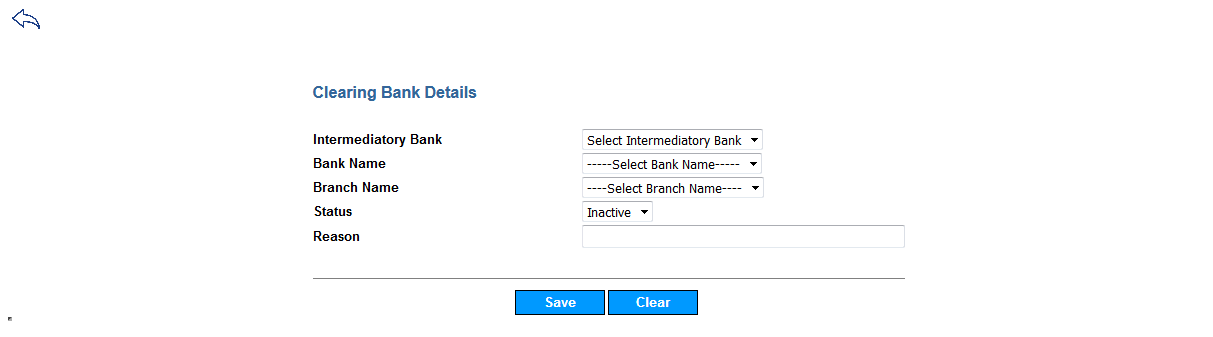 Clearing Bank Details
Intermediatory Bank Select Intermediatory Bank
Bank Name -----Select Bank Name-----
Branch Name ----Select Branch Name----
Status Inactive
Reason
Save Clear